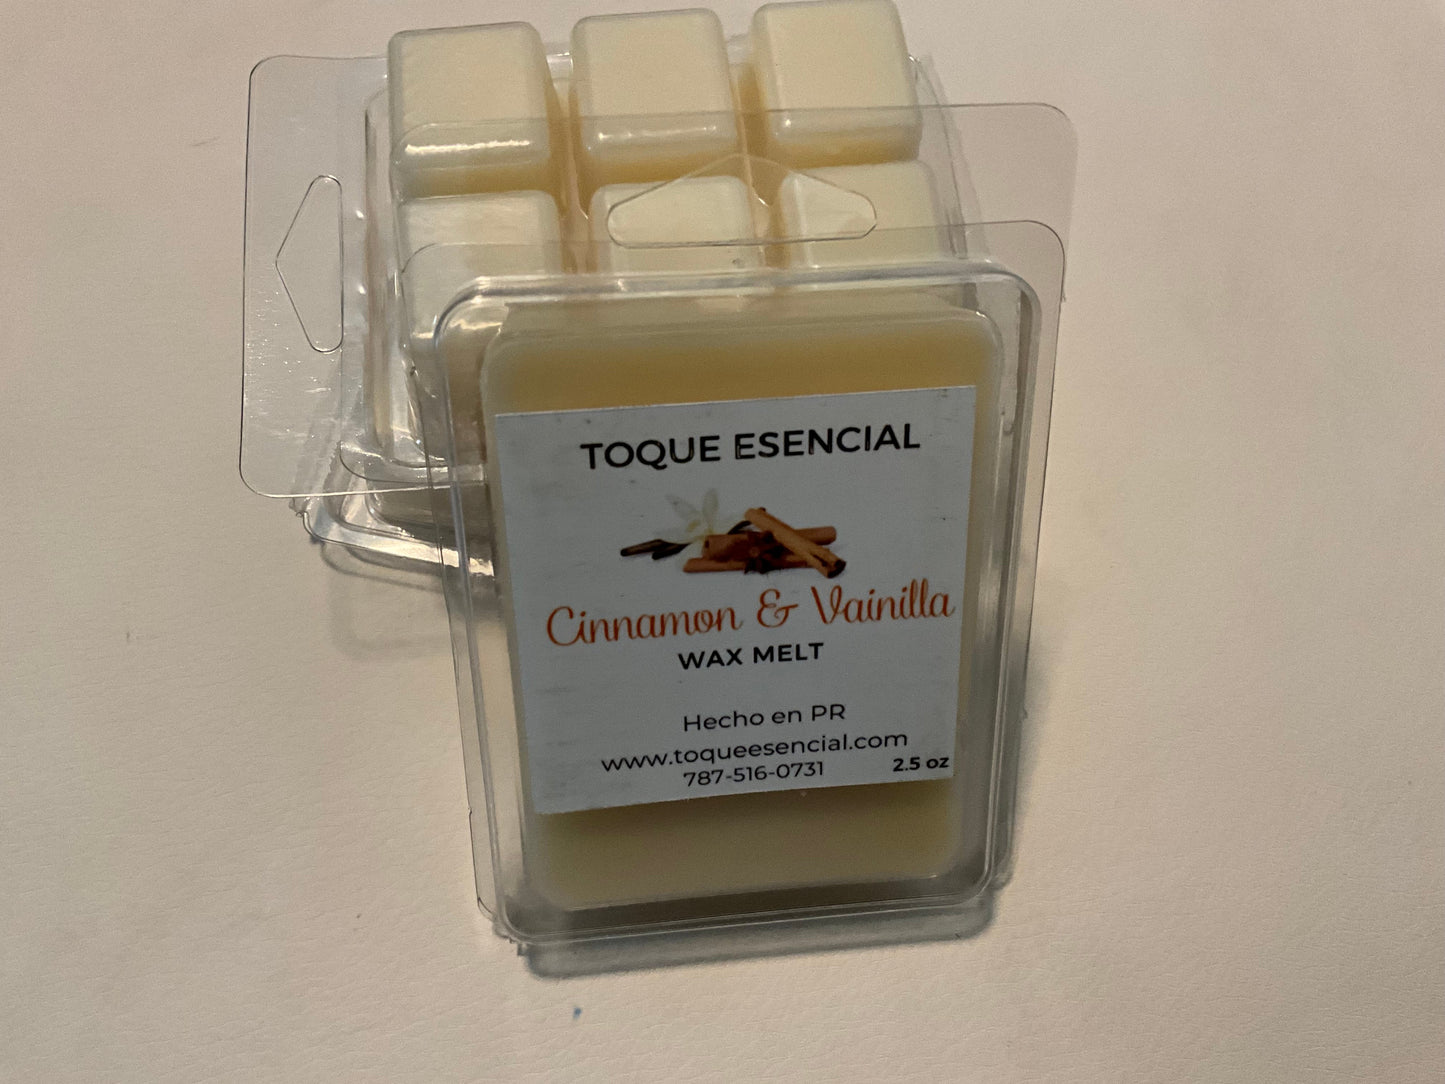 TOQUE ESENCIAL
Cinnamon & Vainilla
WAX MELT
Hecho en PR
www.toqueesencial.com
787-516-0731
2.5 oz